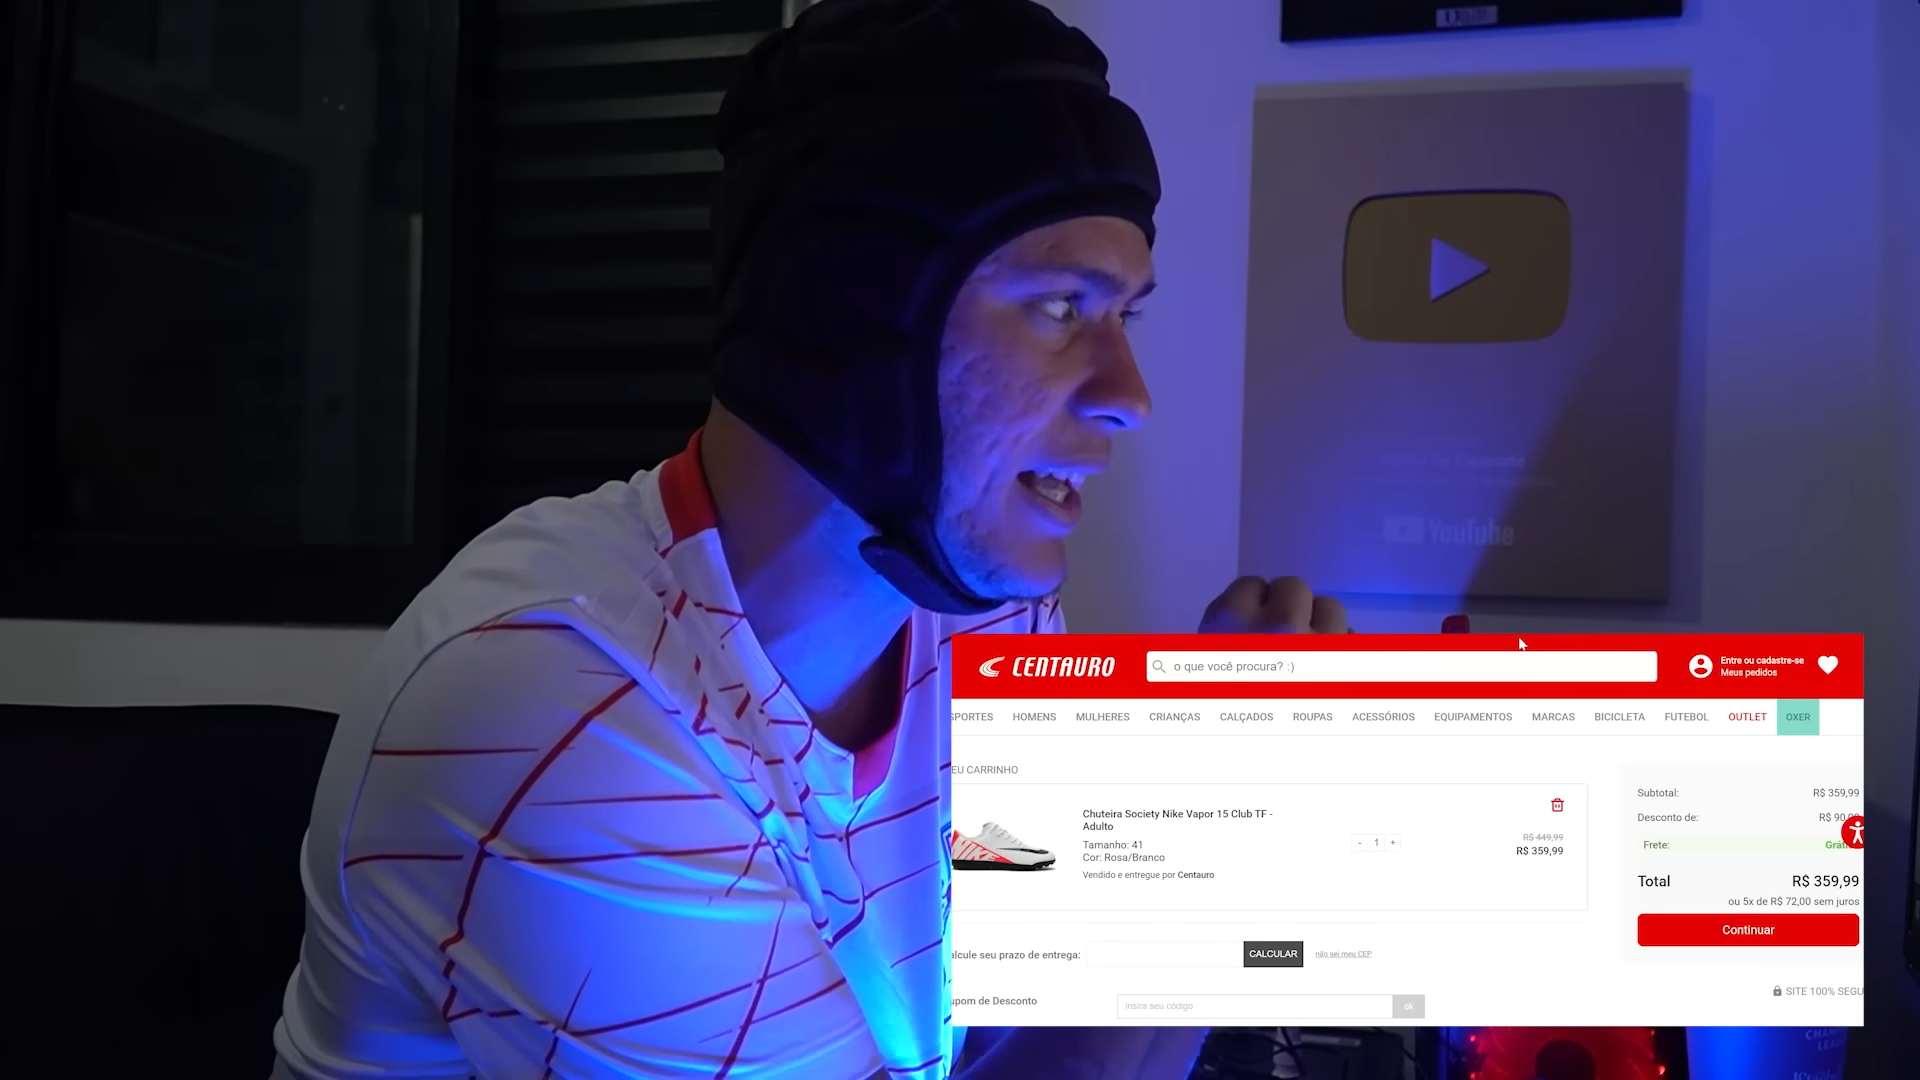 YouTube
CENTAURO
o que você procura? :)
Entre ou cadastre-se
Meus pedidos
SPORTES HOMENS MULHERES CRIANÇAS CALÇADOS ROUPAS ACESSÓRIOS EQUIPAMENTOS MARCAS BICICLETA FUTEBOL OUTLET OXER
EU CARRINHO
Chuteira Society Nike Vapor 15 Club TF -
Adulto
Tamanho: 41
Cor: Rosa/Branco
Vendido e entregue por Centauro
NIKE
- 1 +
R$ 449,99
R$ 359,99
Subtotal: R$ 359,99
Desconto de: R$ 90,
Frete: Grát
Total R$ 359,99
ou 5x de R$ 72,00 sem juros
Continuar
alcule seu prazo de entrega: CALCULAR não sei meu CEP
SITE 100% SEGU
upom de Desconto insira seu código ok